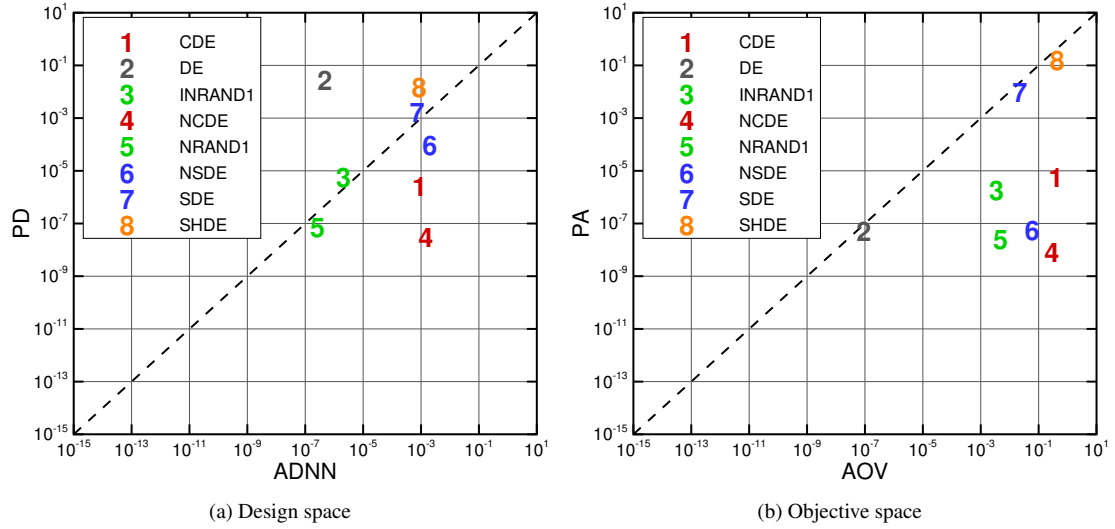 10^1
10^-1
10^-3
10^-5
10^-7
10^-9
10^-11
10^-13
10^-15
PD
1 CDE
2 DE
3 INRAND1
4 NCDE
5 NRAND1
6 NSDE
7 SDE
8 SHDE
2
8
7
6
3
1
5
4
10^-15 10^-13 10^-11 10^-9 10^-7 10^-5 10^-3 10^-1 10^1
ADNN
(a) Design space
10^1
10^-1
10^-3
10^-5
10^-7
10^-9
10^-11
10^-13
10^-15
PA
1 CDE
2 DE
3 INRAND1
4 NCDE
5 NRAND1
6 NSDE
7 SDE
8 SHDE
8
7
1
3
2
6
5
4
10^-15 10^-13 10^-11 10^-9 10^-7 10^-5 10^-3 10^-1 10^1
AOV
(b) Objective space